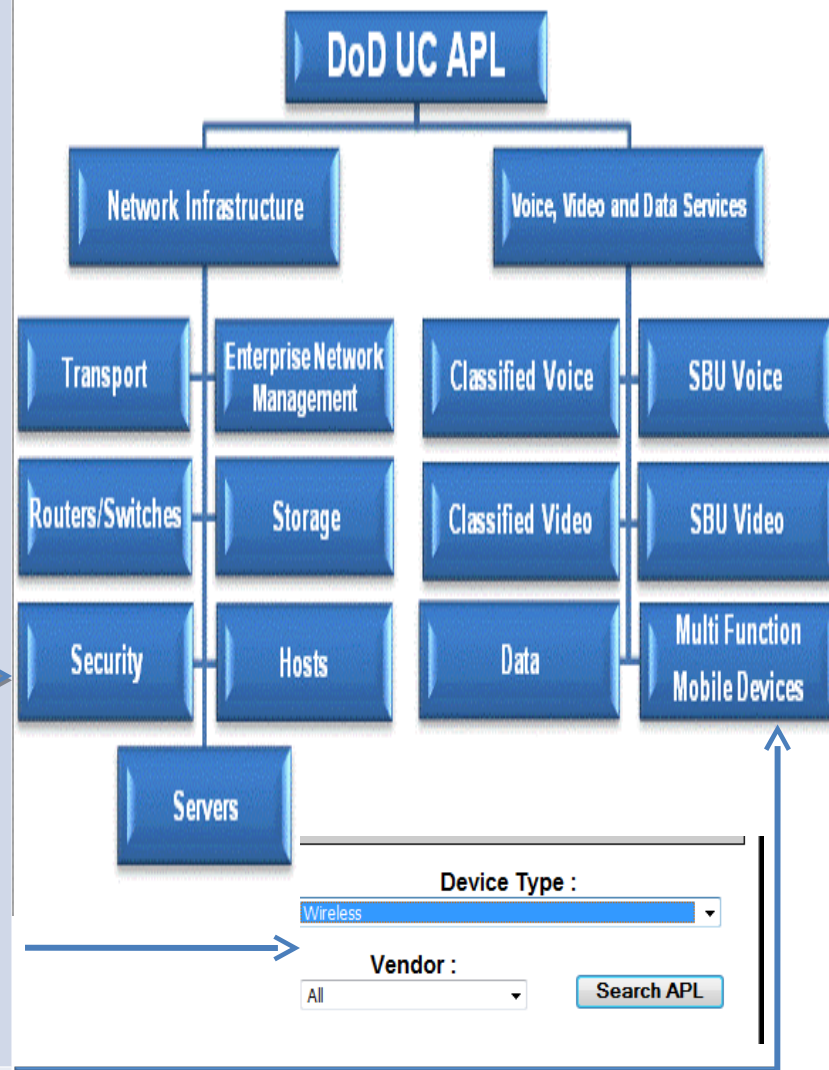 DoD UC APL
Network Infrastructure
Voice, Video and Data Services
Transport
Enterprise Network
Management
Classified Voice
SBU Voice
Routers/Switches
Storage
Classified Video
SBU Video
Security
Hosts
Data
Multi Function
Mobile Devices
Servers
Device Type :
Wireless
Vendor :
All
Search APL